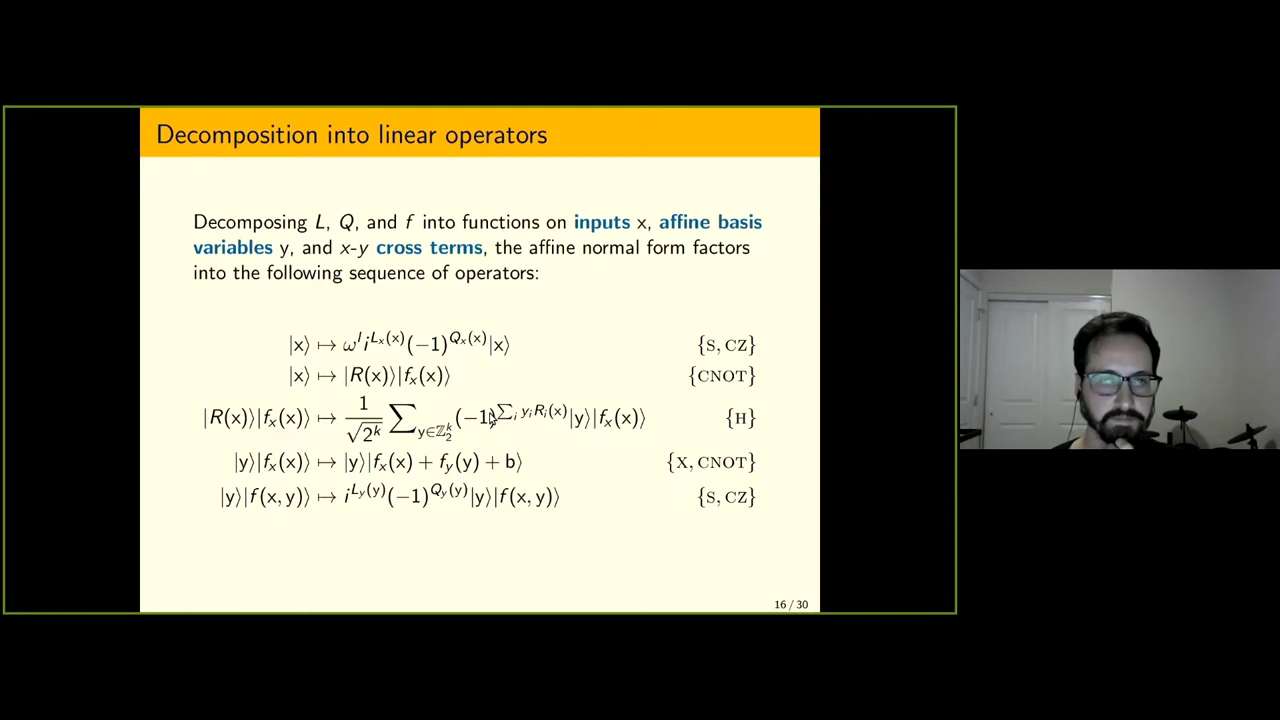 Decomposition into linear operators
Decomposing L, Q, and f into functions on inputs x, affine basis
variables y, and x-y cross terms, the affine normal form factors
into the following sequence of operators:
|x⟩ ↦ ω^l i^{L_x(x)}(−1)^{Q_x(x)}|x⟩ {S, CZ}
|x⟩ ↦ |R(x)⟩|f_x(x)⟩ {CNOT}
|R(x)⟩|f_x(x)⟩ ↦ 1/√(2^k) ∑_{y∈ℤ_2^k} (−1)^{∑_i y_i R_i(x)}|y⟩|f_x(x)⟩ {H}
|y⟩|f_x(x)⟩ ↦ |y⟩|f_x(x) + f_y(y) + b⟩ {X, CNOT}
|y⟩|f(x, y)⟩ ↦ i^{L_y(y)}(−1)^{Q_y(y)}|y⟩|f(x, y)⟩ {S, CZ}
16 / 30